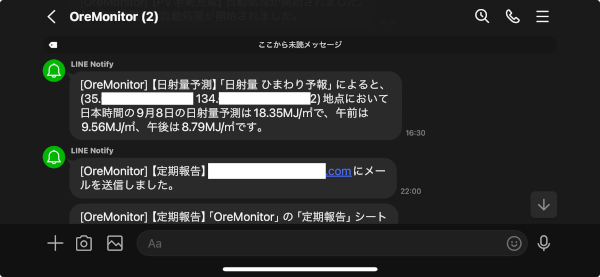 OreMonitor (2)
ここから未読メッセージ
LINE Notify
[OreMonitor] 【日射量予測】「日射量 ひまわり予報」によると、
(35. 134. 2) 地点において
日本時間の9月8日の日射量予測は18.35MJ/㎡で、午前は
9.56MJ/㎡、午後は8.79MJ/㎡です。
16:30
LINE Notify
[OreMonitor] 【定期報告】 .comにメー
ルを送信しました。
22:00
[OreMonitor] 【定期報告】「OreMonitor」の「定期報告」シート
Aa